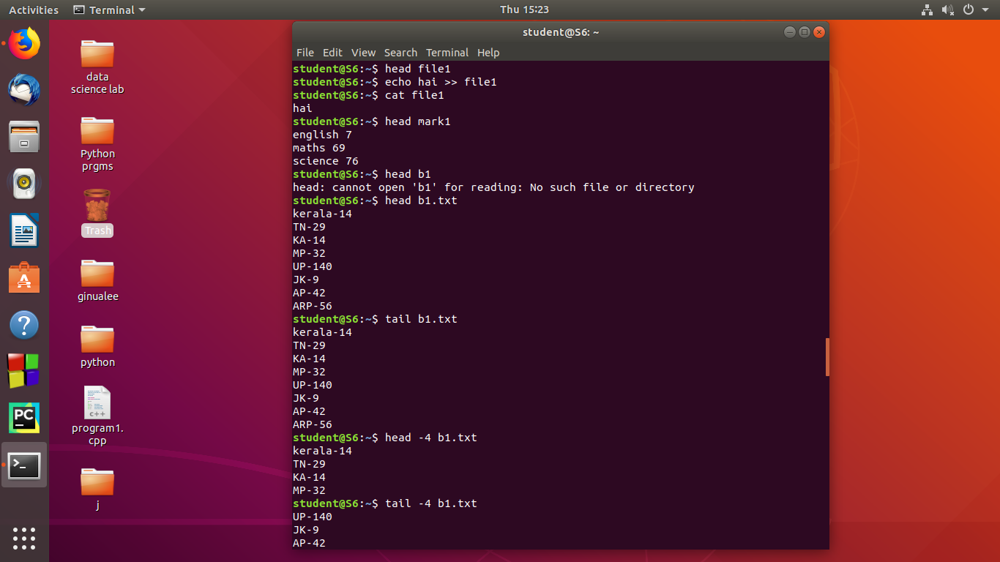 Activities
Terminal
Thu 15:23
student@S6: ~
File Edit View Search Terminal Help
student@S6:~$ head file1
student@S6:~$ echo hai >> file1
student@S6:~$ cat file1
hai
student@S6:~$ head mark1
english 7
maths 69
science 76
student@S6:~$ head b1
head: cannot open 'b1' for reading: No such file or directory
student@S6:~$ head b1.txt
kerala-14
TN-29
KA-14
MP-32
UP-140
JK-9
AP-42
ARP-56
student@S6:~$ tail b1.txt
kerala-14
TN-29
KA-14
MP-32
UP-140
JK-9
AP-42
ARP-56
student@S6:~$ head -4 b1.txt
kerala-14
TN-29
KA-14
MP-32
student@S6:~$ tail -4 b1.txt
UP-140
JK-9
AP-42
data
science lab
Python
prgms
Trash
ginualee
python
c++
program1.
cpp
j
A
?
PC
>_